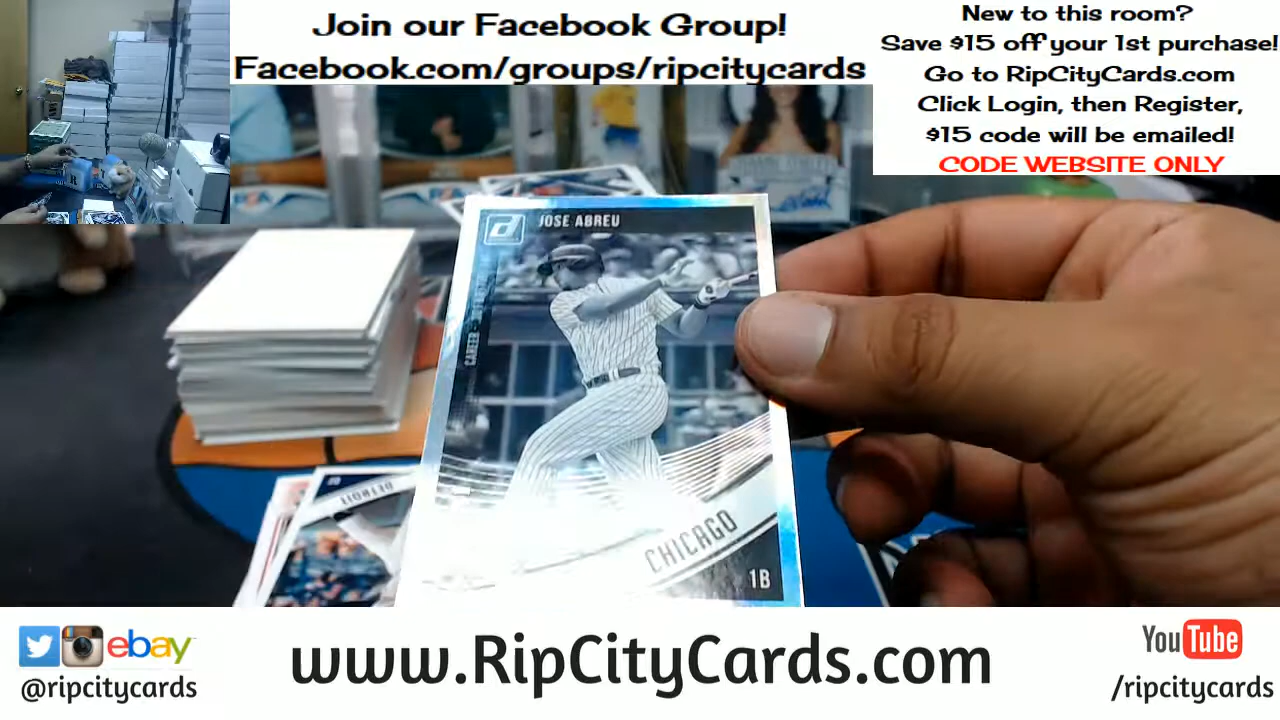 Join our Facebook Group!
Facebook.com/groups/ripcitycards
New to this room?
Save $15 off your 1st purchase!
Go to RipCityCards.com
Click Login, then Register,
$15 code will be emailed!
CODE WEBSITE ONLY
JOSE ABREU
CAREER
CHICAGO
1B
DETROIT
ebay
@ripcitycards
www.RipCityCards.com
YouTube
/ripcitycards